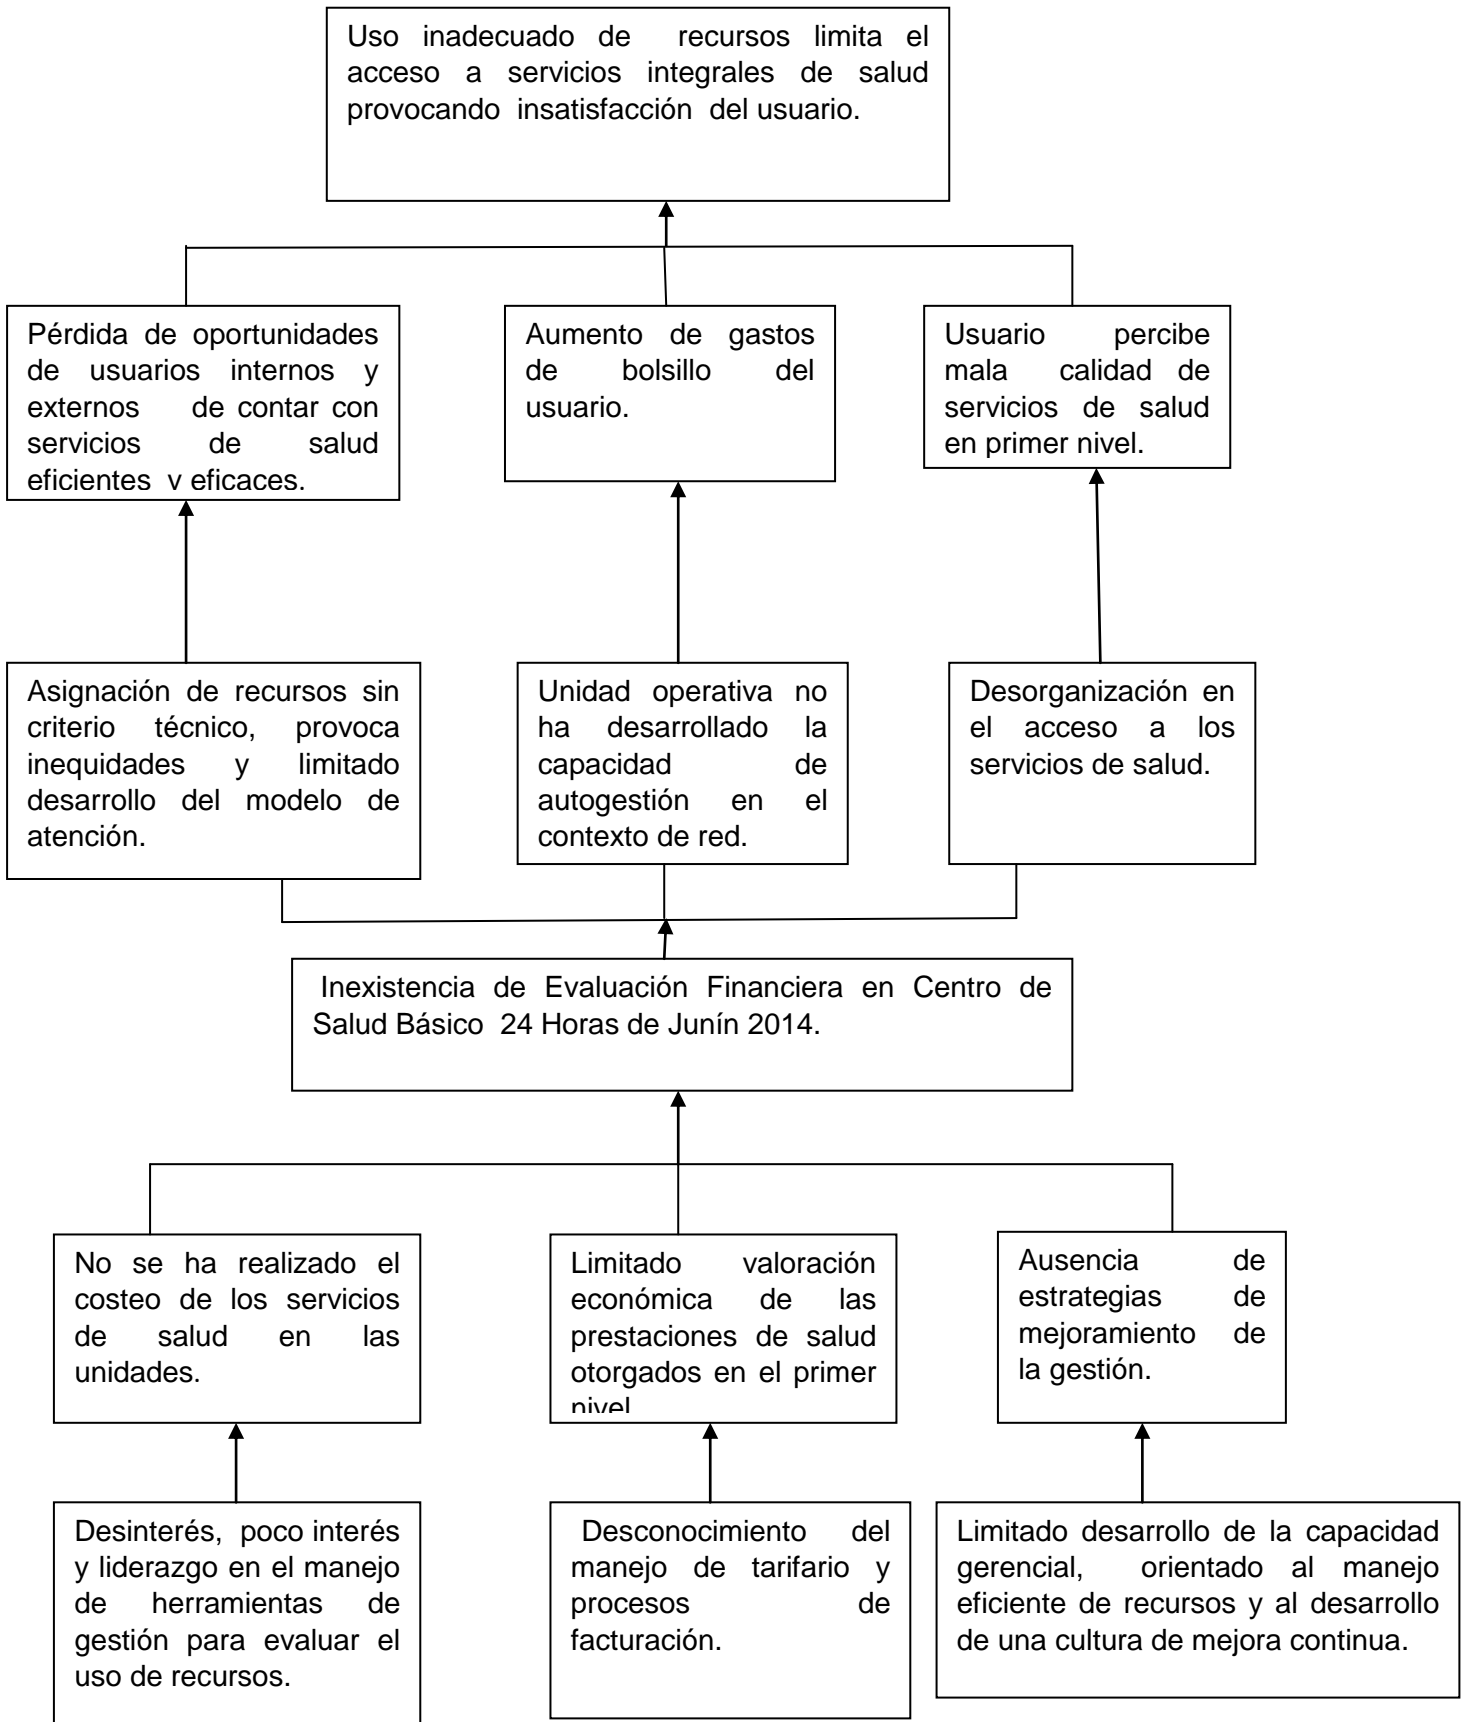 Uso inadecuado de recursos limita el
acceso a servicios integrales de salud
provocando insatisfacción del usuario.
Pérdida de oportunidades
de usuarios internos y
externos de contar con
servicios de salud
eficientes y eficaces.
Aumento de gastos
de bolsillo del
usuario.
Usuario percibe
mala calidad de
servicios de salud
en primer nivel.
Asignación de recursos sin
criterio técnico, provoca
inequidades y limitado
desarrollo del modelo de
atención.
Unidad operativa no
ha desarrollado la
capacidad de
autogestión en el
contexto de red.
Desorganización en
el acceso a los
servicios de salud.
Inexistencia de Evaluación Financiera en Centro de
Salud Básico 24 Horas de Junín 2014.
No se ha realizado el
costeo de los servicios
de salud en las
unidades.
Limitado valoración
económica de las
prestaciones de salud
otorgados en el primer
nivel
Ausencia de
estrategias de
mejoramiento de
la gestión.
Desinterés, poco interés
y liderazgo en el manejo
de herramientas de
gestión para evaluar el
uso de recursos.
Desconocimiento del
manejo de tarifario y
procesos de
facturación.
Limitado desarrollo de la capacidad
gerencial, orientado al manejo
eficiente de recursos y al desarrollo
de una cultura de mejora continua.